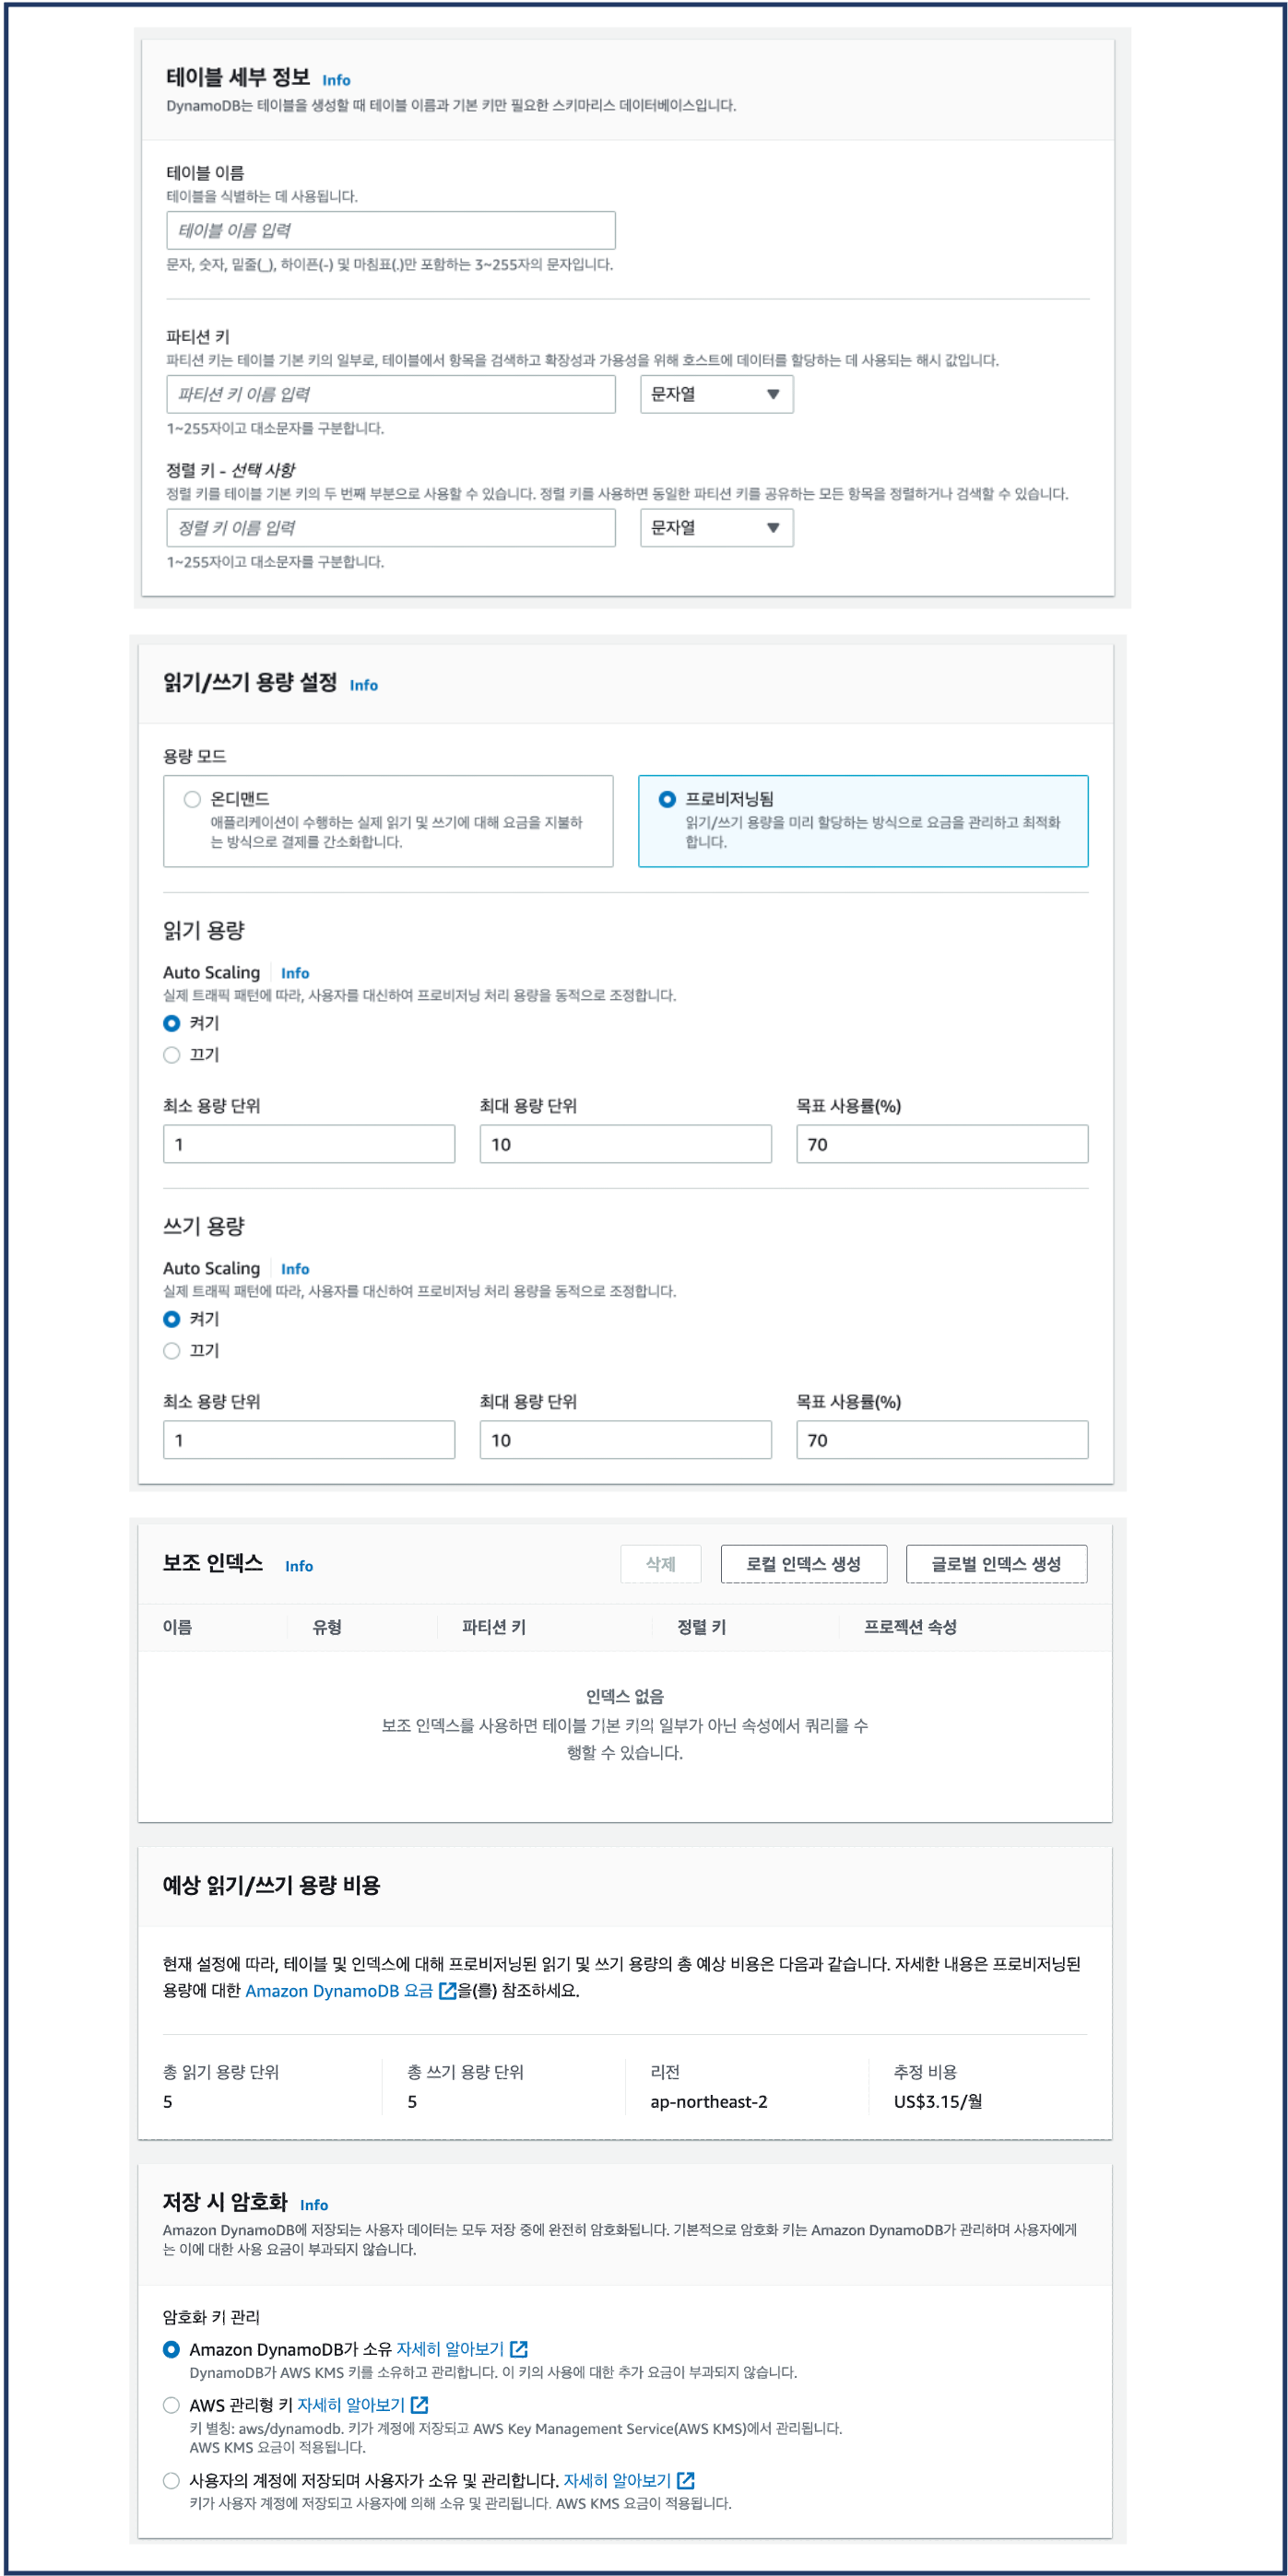 테이블 세부 정보 Info
DynamoDB는 테이블을 생성할 때 테이블 이름과 기본 키만 필요한 스키마리스 데이터베이스입니다.
테이블 이름
테이블을 식별하는 데 사용됩니다.
테이블 이름 입력
문자, 숫자, 밑줄(_), 하이픈(-) 및 마침표(.)만 포함하는 3~255자의 문자입니다.
파티션 키
파티션 키는 테이블 기본 키의 일부로, 테이블에서 항목을 검색하고 확장성과 가용성을 위해 호스트에 데이터를 할당하는 데 사용되는 해시 값입니다.
파티션 키 이름 입력 문자열
1~255자이고 대소문자를 구분합니다.
정렬 키 - 선택 사항
정렬 키를 테이블 기본 키의 두 번째 부분으로 사용할 수 있습니다. 정렬 키를 사용하면 동일한 파티션 키를 공유하는 모든 항목을 정렬하거나 검색할 수 있습니다.
정렬 키 이름 입력 문자열
1~255자이고 대소문자를 구분합니다.
읽기/쓰기 용량 설정 Info
용량 모드
온디맨드
애플리케이션이 수행하는 실제 읽기 및 쓰기에 대해 요금을 지불하
는 방식으로 결제를 간소화합니다.
프로비저닝됨
읽기/쓰기 용량을 미리 할당하는 방식으로 요금을 관리하고 최적화
합니다.
읽기 용량
Auto Scaling Info
실제 트래픽 패턴에 따라, 사용자를 대신하여 프로비저닝 처리 용량을 동적으로 조정합니다.
켜기
끄기
최소 용량 단위 최대 용량 단위 목표 사용률(%)
1 10 70
쓰기 용량
Auto Scaling Info
실제 트래픽 패턴에 따라, 사용자를 대신하여 프로비저닝 처리 용량을 동적으로 조정합니다.
켜기
끄기
최소 용량 단위 최대 용량 단위 목표 사용률(%)
1 10 70
보조 인덱스 Info 삭제 로컬 인덱스 생성 글로벌 인덱스 생성
이름 유형 파티션 키 정렬 키 프로젝션 속성
인덱스 없음
보조 인덱스를 사용하면 테이블 기본 키의 일부가 아닌 속성에서 쿼리를 수
행할 수 있습니다.
예상 읽기/쓰기 용량 비용
현재 설정에 따라, 테이블 및 인덱스에 대해 프로비저닝된 읽기 및 쓰기 용량의 총 예상 비용은 다음과 같습니다. 자세한 내용은 프로비저닝된
용량에 대한 Amazon DynamoDB 요금 을(를) 참조하세요.
총 읽기 용량 단위 총 쓰기 용량 단위 리전 추정 비용
5 5 ap-northeast-2 US$3.15/월
저장 시 암호화 Info
Amazon DynamoDB에 저장되는 사용자 데이터는 모두 저장 중에 완전히 암호화됩니다. 기본적으로 암호화 키는 Amazon DynamoDB가 관리하며 사용자에게
는 이에 대한 사용 요금이 부과되지 않습니다.
암호화 키 관리
Amazon DynamoDB가 소유 자세히 알아보기
DynamoDB가 AWS KMS 키를 소유하고 관리합니다. 이 키의 사용에 대한 추가 요금이 부과되지 않습니다.
AWS 관리형 키 자세히 알아보기
키 별칭: aws/dynamodb. 키가 계정에 저장되고 AWS Key Management Service(AWS KMS)에서 관리됩니다.
AWS KMS 요금이 적용됩니다.
사용자의 계정에 저장되며 사용자가 소유 및 관리합니다. 자세히 알아보기
키가 사용자 계정에 저장되고 사용자에 의해 소유 및 관리됩니다. AWS KMS 요금이 적용됩니다.